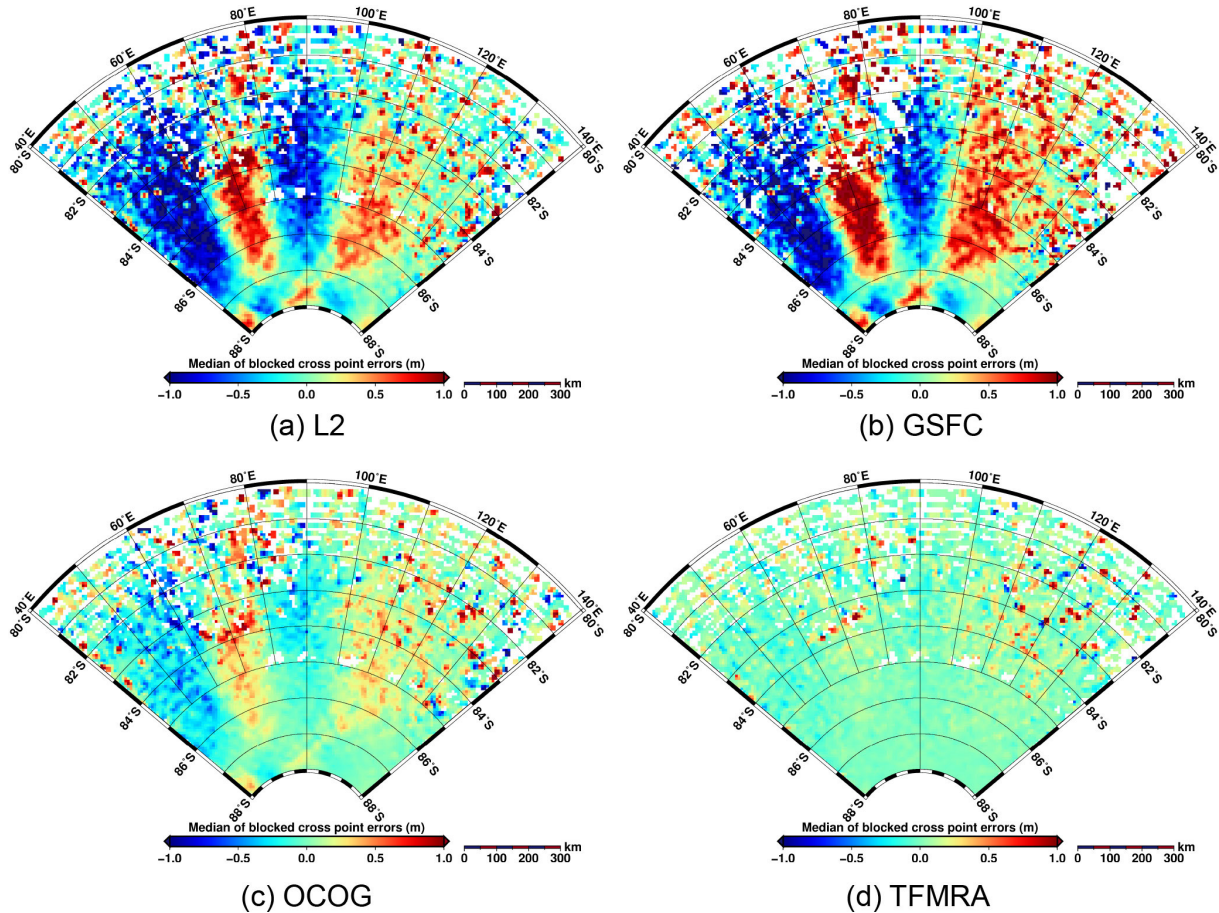 80°E 100°E
60°E 120°E
40°E 140°E
80°S 80°S
82°S 82°S
84°S 84°S
86°S 86°S
88°S 88°S
Median of blocked cross point errors (m)
km
−1.0 −0.5 0.0 0.5 1.0 0 100 200 300
(a) L2
80°E 100°E
60°E 120°E
40°E 140°E
80°S 80°S
82°S 82°S
84°S 84°S
86°S 86°S
88°S 88°S
Median of blocked cross point errors (m)
km
−1.0 −0.5 0.0 0.5 1.0 0 100 200 300
(b) GSFC
80°E 100°E
60°E 120°E
40°E 140°E
80°S 80°S
82°S 82°S
84°S 84°S
86°S 86°S
88°S 88°S
Median of blocked cross point errors (m)
km
−1.0 −0.5 0.0 0.5 1.0 0 100 200 300
(c) OCOG
80°E 100°E
60°E 120°E
40°E 140°E
80°S 80°S
82°S 82°S
84°S 84°S
86°S 86°S
88°S 88°S
Median of blocked cross point errors (m)
km
−1.0 −0.5 0.0 0.5 1.0 0 100 200 300
(d) TFMRA